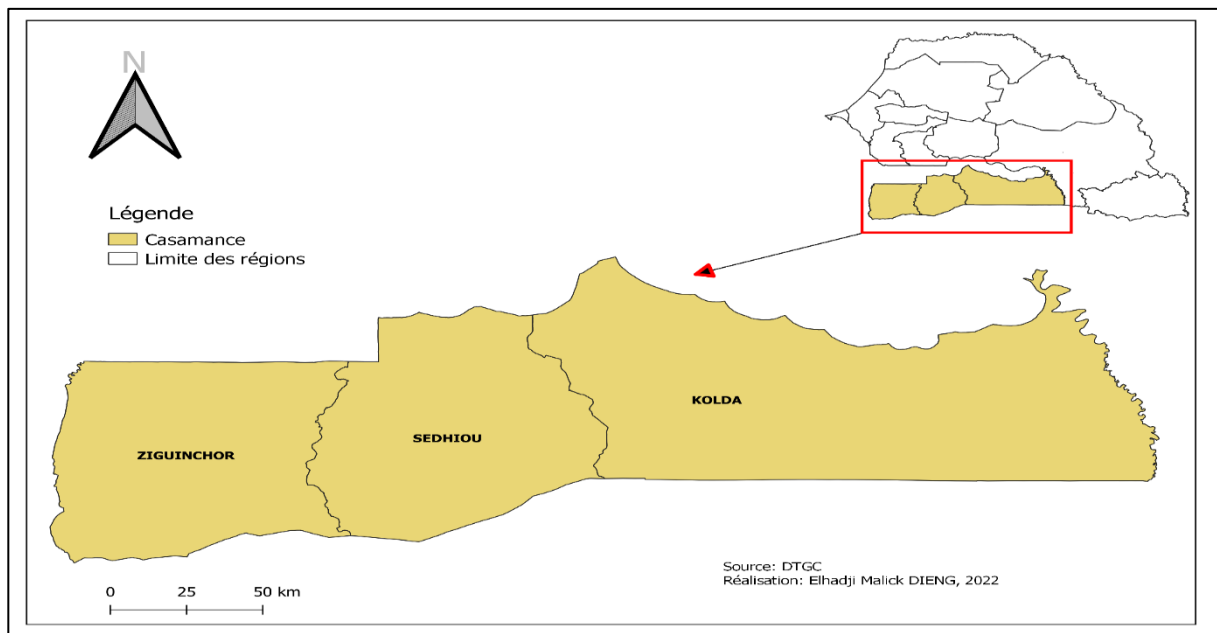 N
Légende
Casamance
Limite des régions
KOLDA
SEDHIOU
ZIGUINCHOR
Source: DTGC
Réalisation: Elhadji Malick DIENG, 2022
0 25 50 km